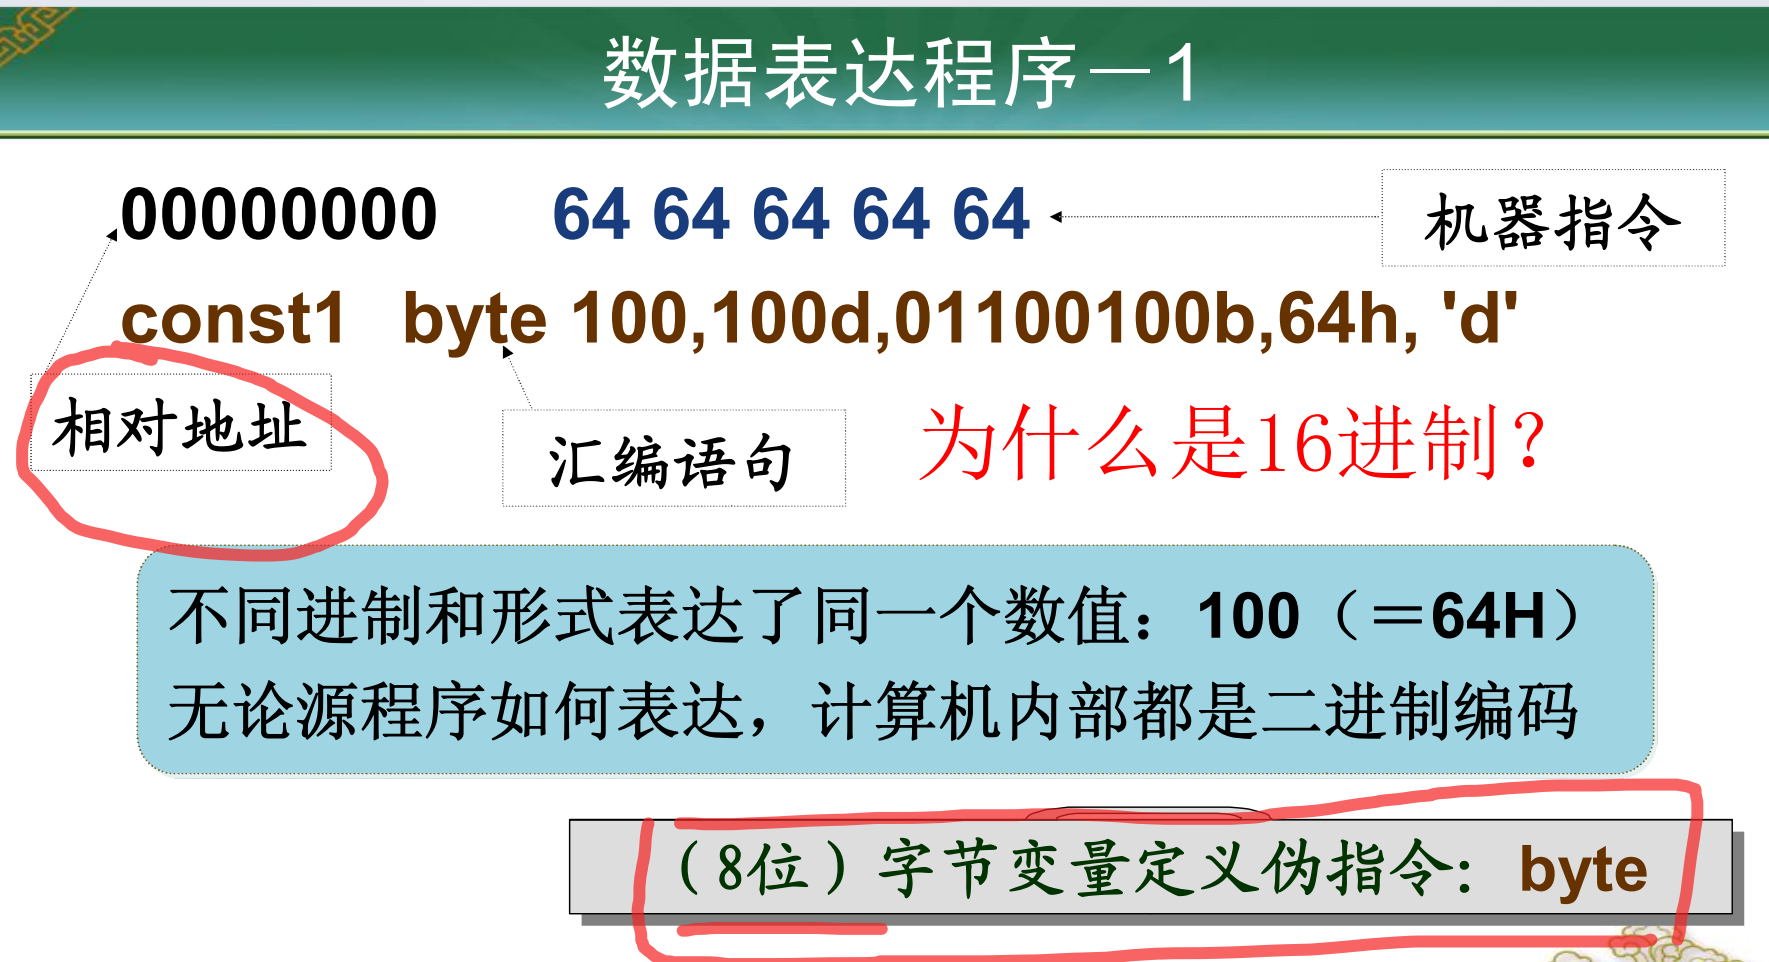 数据表达程序－1
00000000 64 64 64 64 64
机器指令
const1 byte 100,100d,01100100b,64h, 'd'
相对地址
汇编语句
为什么是16进制？
不同进制和形式表达了同一个数值：100（＝64H）
无论源程序如何表达，计算机内部都是二进制编码
（8位）字节变量定义伪指令：byte